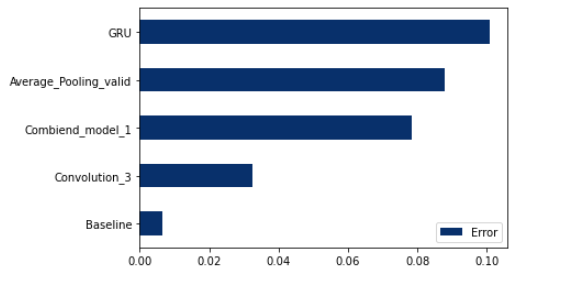 GRU
Average_Pooling_valid
Combiend_model_1
Convolution_3
Baseline
Error
0.00 0.02 0.04 0.06 0.08 0.10